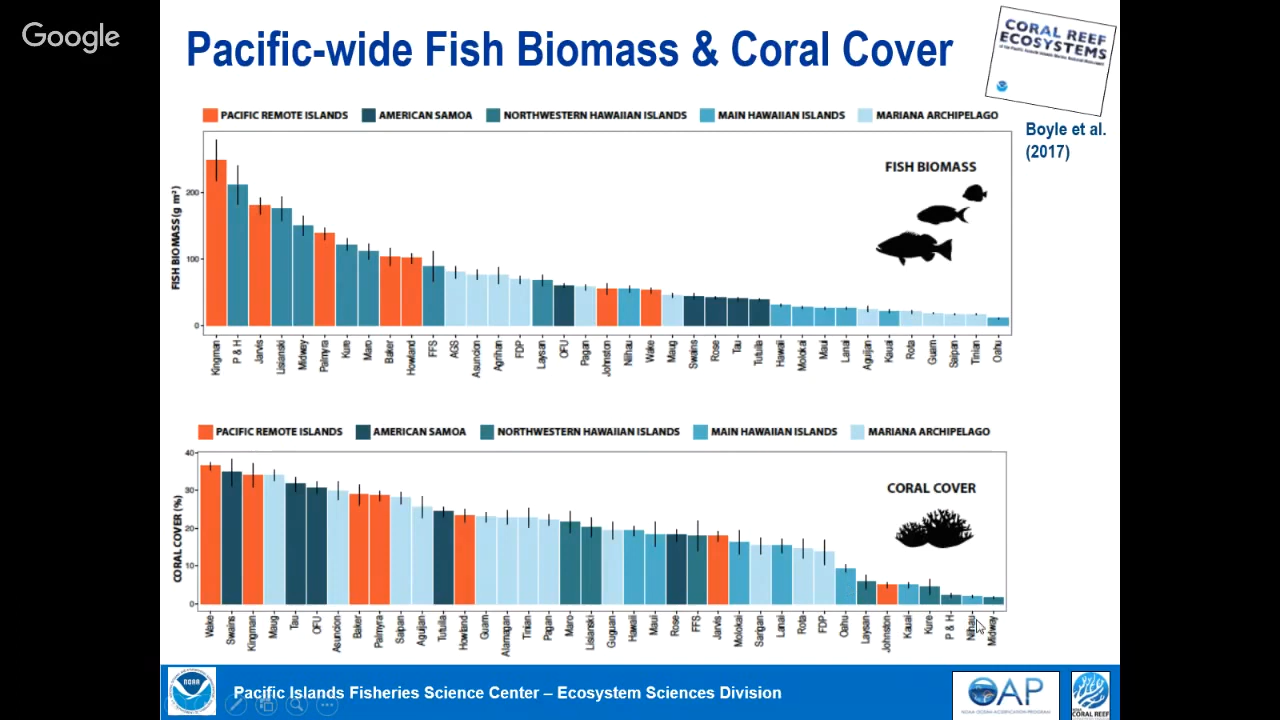 Google
Pacific-wide Fish Biomass & Coral Cover
CORAL REEF
ECOSYSTEMS
Boyle et al.
(2017)
PACIFIC REMOTE ISLANDS AMERICAN SAMOA NORTHWESTERN HAWAIIAN ISLANDS MAIN HAWAIIAN ISLANDS MARIANA ARCHIPELAGO
FISH BIOMASS
FISH BIOMASS (g m²)
200
100
0
Kingman P & H Jarvis Lisianski Midway Palmyra Kure Maro Baker Howland FFS AGS Asuncion Agrihan FDP Laysan OFU Pagan Johnston Niihau Wake Maug Swains Rose Tau Tutuila Hawaii Molokai Maui Lanai Aguijan Kauai Rota Guam Saipan Tinian Oahu
PACIFIC REMOTE ISLANDS AMERICAN SAMOA NORTHWESTERN HAWAIIAN ISLANDS MAIN HAWAIIAN ISLANDS MARIANA ARCHIPELAGO
CORAL COVER
CORAL COVER (%)
40
30
20
10
0
Wake Swains Kingman Maug Tau OFU Asuncion Baker Palmyra Saipan Aguijan Tutuila Howland Guam Alamagan Tinian Pagan Maro Lisianski Guguan Hawaii Maui Rose FFS Jarvis Molokai Sarigan Lanai Rota FDP Oahu Laysan Johnston Kauai Kure P & H Niihau Midway
NOAA
Pacific Islands Fisheries Science Center – Ecosystem Sciences Division
OAP
NOAA OCEAN ACIDIFICATION PROGRAM
CORAL REEF